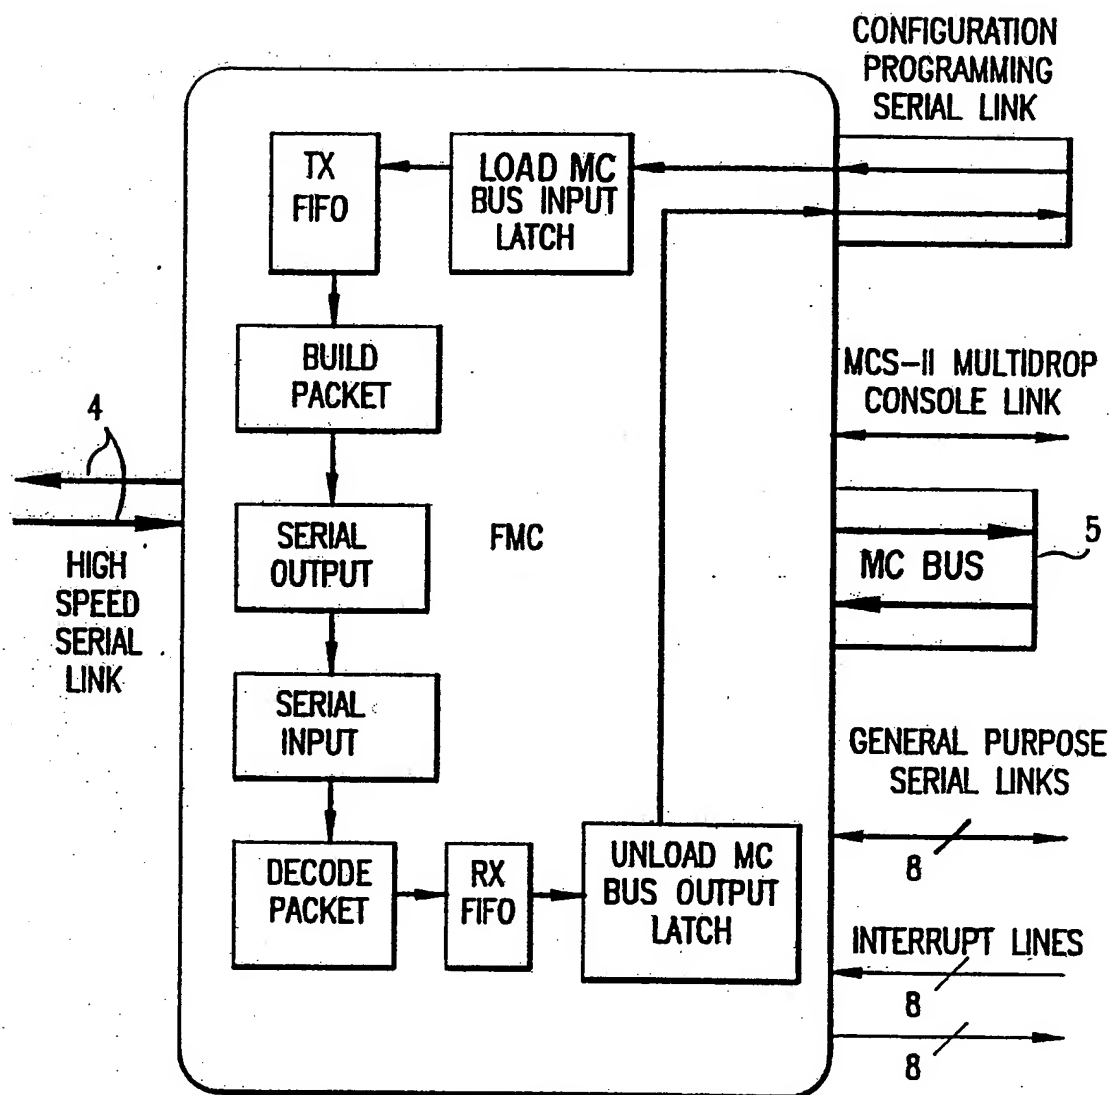 CONFIGURATION
PROGRAMMING
SERIAL LINK
TX
FIFO
LOAD MC
BUS INPUT
LATCH
BUILD
PACKET
MCS-II MULTIDROP
CONSOLE LINK
4
SERIAL
OUTPUT
FMC
5
MC BUS
HIGH
SPEED
SERIAL
LINK
SERIAL
INPUT
GENERAL PURPOSE
SERIAL LINKS
8
DECODE
PACKET
RX
FIFO
UNLOAD MC
BUS OUTPUT
LATCH
INTERRUPT LINES
8
8